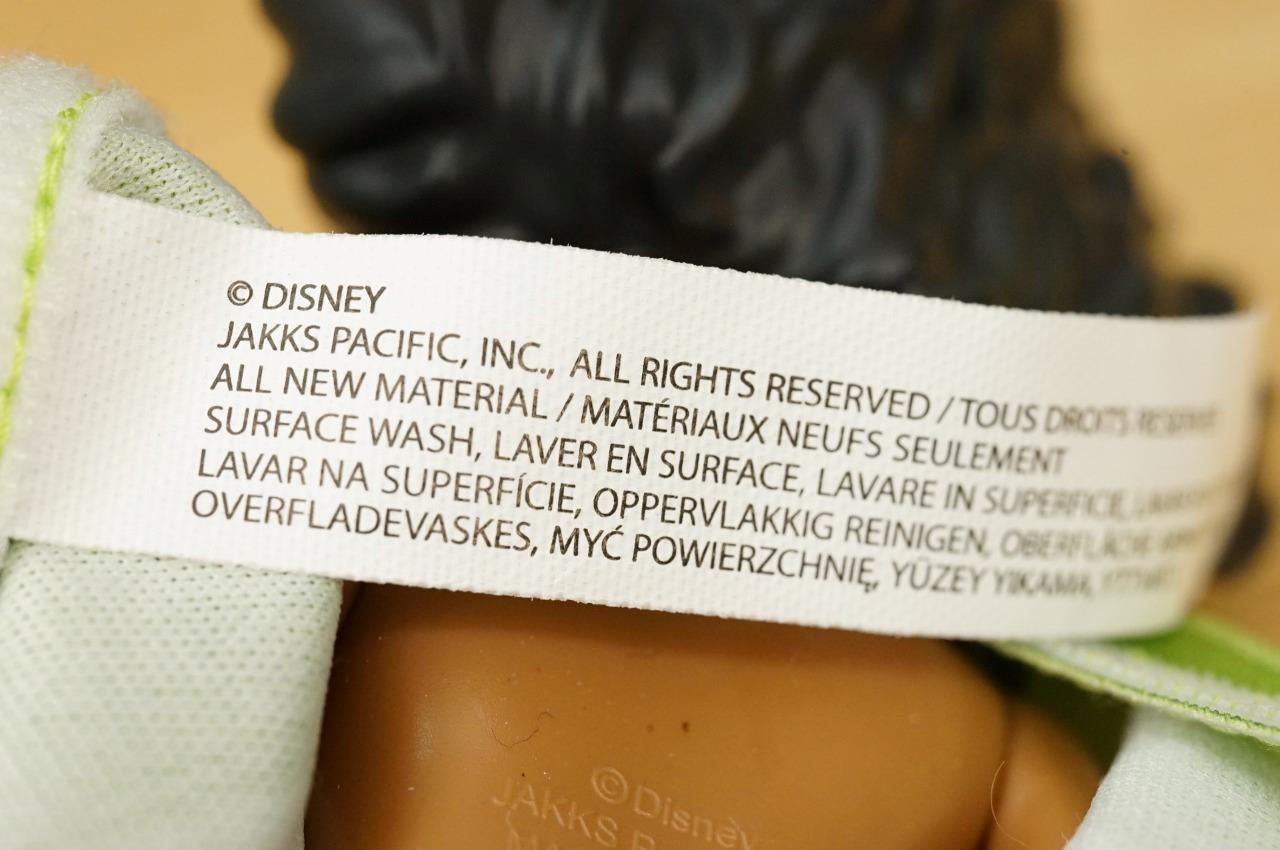 © DISNEY
JAKKS PACIFIC, INC., ALL RIGHTS RESERVED / TOUS DROITS
ALL NEW MATERIAL / MATÉRIAUX NEUFS SEULEMENT
SURFACE WASH, LAVER EN SURFACE, LAVARE IN SUPERFICIE,
LAVAR NA SUPERFÍCIE, OPPERVLAKKIG REINIGEN, OBERFLÄCHE
OVERFLADEVASKES, MYĆ POWIERZCHNIĘ, YÜZEY YIKAMA,
©Disney
JAKKS